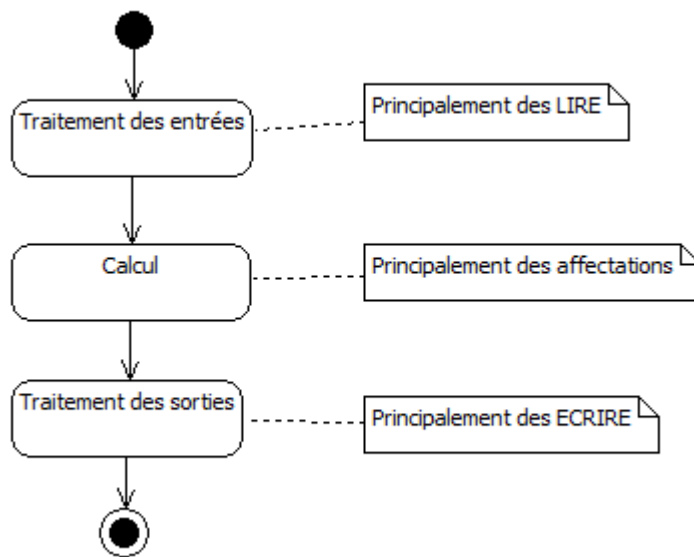 Traitement des entrées
Principalement des LIRE
Calcul
Principalement des affectations
Traitement des sorties
Principalement des ECRIRE